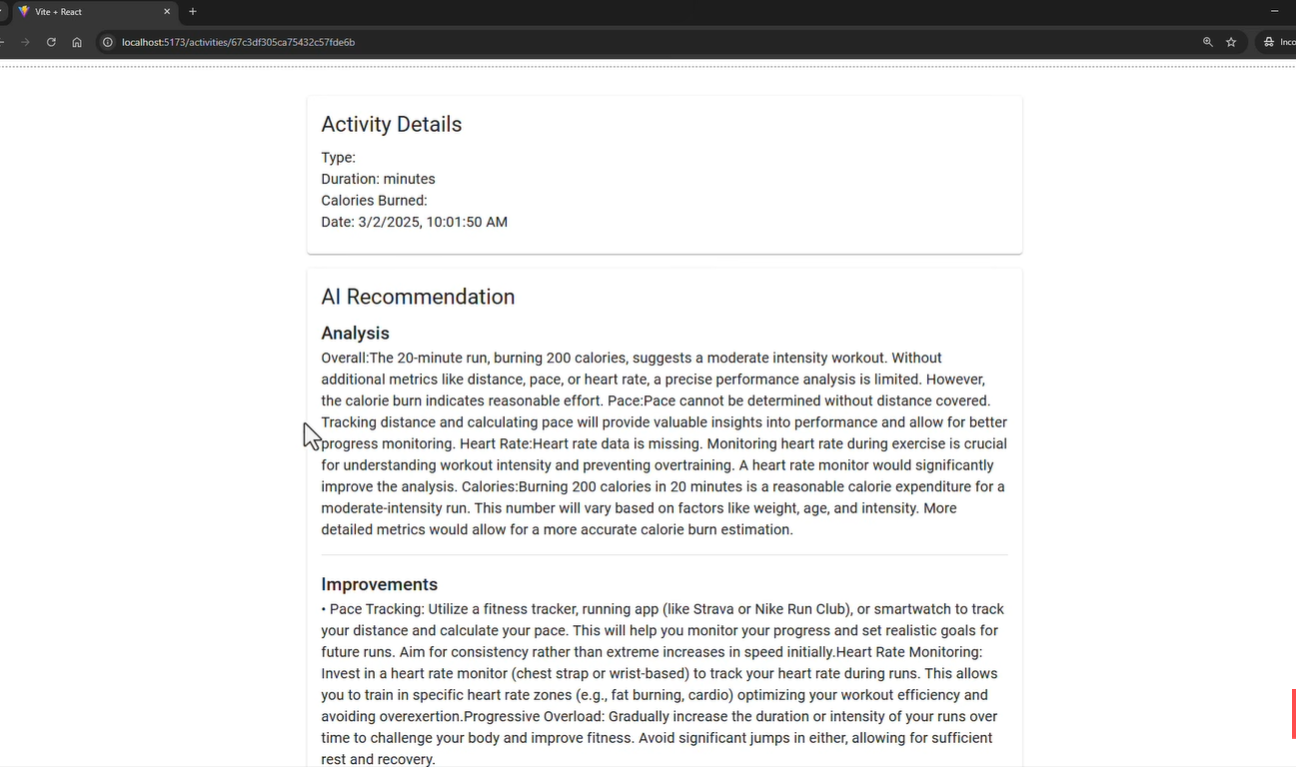 Vite + React
localhost:5173/activities/67c3df305ca75432c57fde6b
Activity Details
Type:
Duration: minutes
Calories Burned:
Date: 3/2/2025, 10:01:50 AM
AI Recommendation
Analysis
Overall:The 20-minute run, burning 200 calories, suggests a moderate intensity workout. Without
additional metrics like distance, pace, or heart rate, a precise performance analysis is limited. However,
the calorie burn indicates reasonable effort. Pace:Pace cannot be determined without distance covered.
Tracking distance and calculating pace will provide valuable insights into performance and allow for better
progress monitoring. Heart Rate:Heart rate data is missing. Monitoring heart rate during exercise is crucial
for understanding workout intensity and preventing overtraining. A heart rate monitor would significantly
improve the analysis. Calories:Burning 200 calories in 20 minutes is a reasonable calorie expenditure for a
moderate-intensity run. This number will vary based on factors like weight, age, and intensity. More
detailed metrics would allow for a more accurate calorie burn estimation.
Improvements
• Pace Tracking: Utilize a fitness tracker, running app (like Strava or Nike Run Club), or smartwatch to track
your distance and calculate your pace. This will help you monitor your progress and set realistic goals for
future runs. Aim for consistency rather than extreme increases in speed initially.Heart Rate Monitoring:
Invest in a heart rate monitor (chest strap or wrist-based) to track your heart rate during runs. This allows
you to train in specific heart rate zones (e.g., fat burning, cardio) optimizing your workout efficiency and
avoiding overexertion.Progressive Overload: Gradually increase the duration or intensity of your runs over
time to challenge your body and improve fitness. Avoid significant jumps in either, allowing for sufficient
rest and recovery.